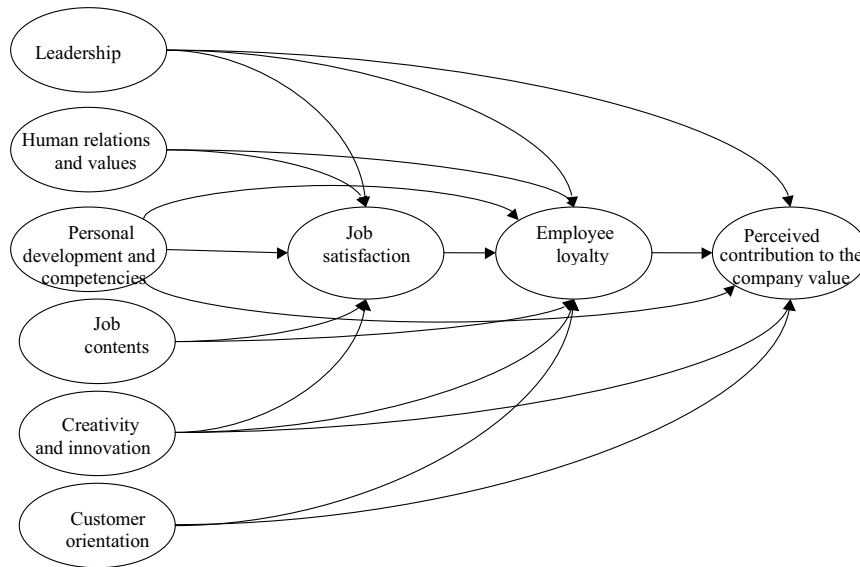 Leadership
Human relations
and values
Personal
development and
competencies
Job
contents
Creativity
and innovation
Customer
orientation
Job
satisfaction
Employee
loyalty
Perceived
contribution to the
company value